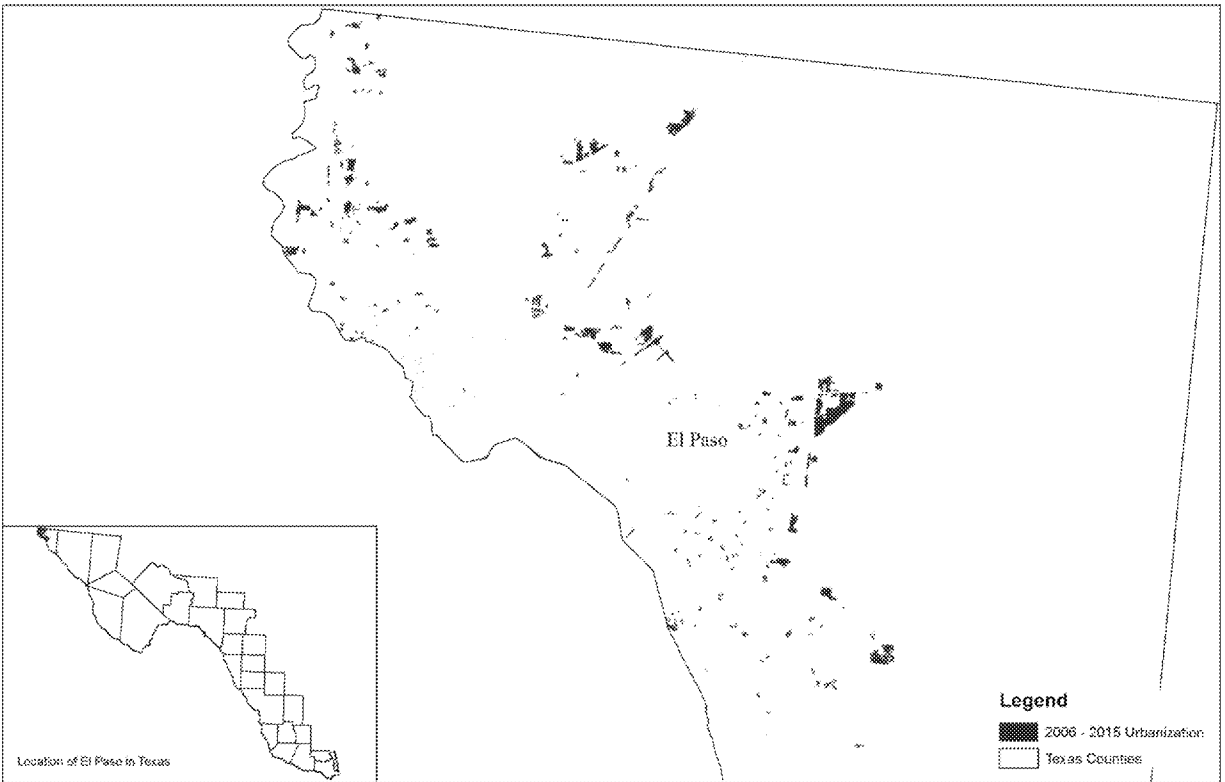 El Paso
Legend
2006 - 2015 Urbanization
Texas Counties
Location of El Paso in Texas